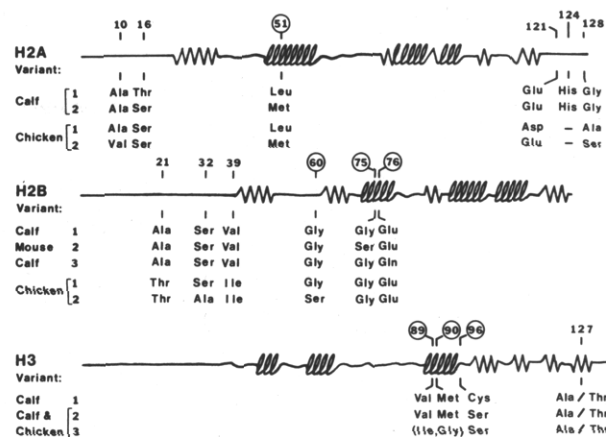 10 16 51 121 124 128
H2A
Variant:
Calf 1 Ala Thr Leu Glu His Gly
2 Ala Ser Met Glu His Gly
Chicken 1 Ala Ser Leu Asp – Ala
2 Val Ser Met Glu – Ser
21 32 39 60 75 76
H2B
Variant:
Calf 1 Ala Ser Val Gly Gly Glu
Mouse 2 Ala Ser Val Gly Ser Glu
Calf 3 Ala Ser Val Gly Gly Gln
Chicken 1 Thr Ser Ile Gly Gly Glu
2 Thr Ala Ile Ser Gly Glu
89 90 96 127
H3
Variant:
Calf 1 Val Met Cys Ala / Thr
Calf & 2 Val Met Ser Ala / Thr
Chicken 3 (Ile,Gly) Ser Ala / Thr